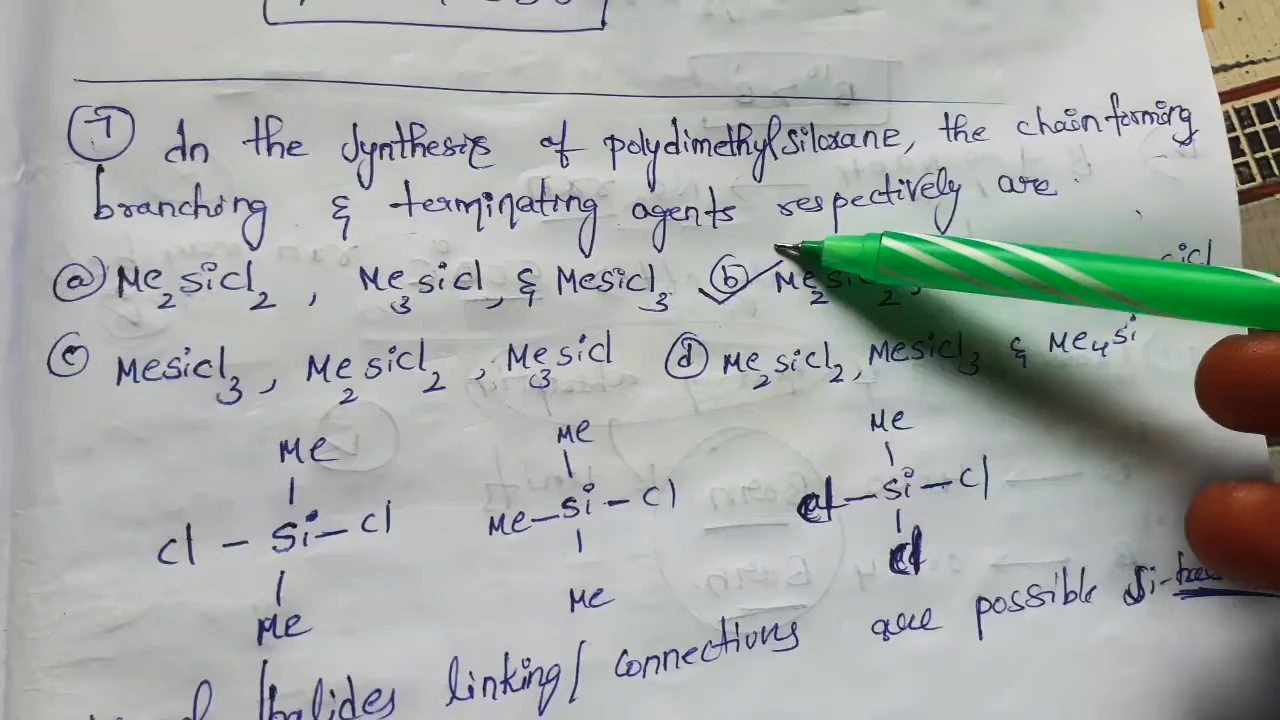 7 In the synthesis of polydimethylsiloxane, the chain forming
branching & terminating agents respectively are.
(a) Me2SiCl2, Me3SiCl, & MeSiCl3 (b) Me2
(c) MeSiCl3, Me2SiCl2, Me3SiCl (d) Me2SiCl2, MeSiCl3 & Me4Si
Me Me Me
Cl - Si - Cl Me - Si - Cl Cl - Si - Cl
Me Me Cl
halides linking/connections are possible Si-